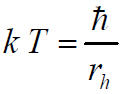 k T = ℏ / r_h